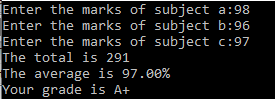 Enter the marks of subject a:98
Enter the marks of subject b:96
Enter the marks of subject c:97
The total is 291
The average is 97.00%
Your grade is A+